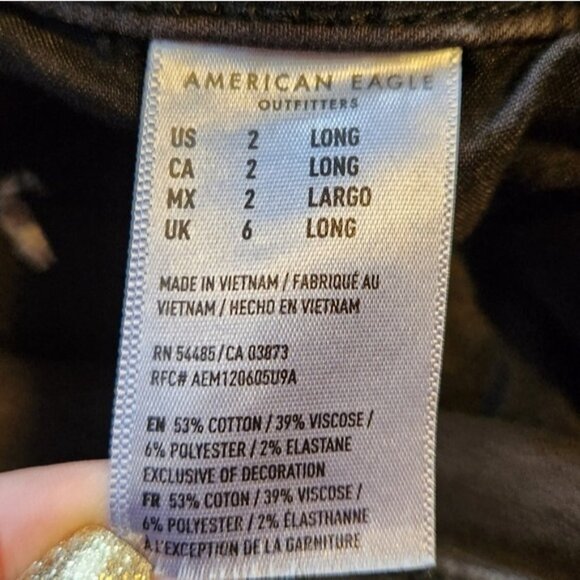 AMERICAN EAGLE
OUTFITTERS
US 2 LONG
CA 2 LONG
MX 2 LARGO
UK 6 LONG
MADE IN VIETNAM / FABRIQUÉ AU
VIETNAM / HECHO EN VIETNAM
RN 54485/CA 03873
RFC# AEM120605U9A
EN 53% COTTON / 39% VISCOSE /
6% POLYESTER / 2% ELASTANE
EXCLUSIVE OF DECORATION
FR 53% COTON / 39% VISCOSE /
6% POLYESTER / 2% ÉLASTHANNE
À L'EXCEPTION DE LA GARNITURE